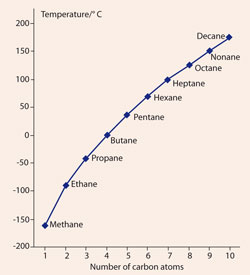 Temperature/° C
200
150
100
50
0
-50
-100
-150
-200
Decane
Nonane
Octane
Heptane
Hexane
Pentane
Butane
Propane
Ethane
Methane
1 2 3 4 5 6 7 8 9 10
Number of carbon atoms